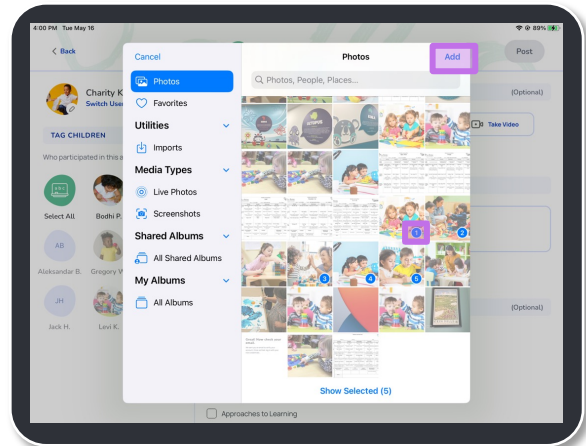 4:00 PM Tue May 16
89%
Back
Post
Charity K
Switch User
(Optional)
Take Video
TAG CHILDREN
Who participated in this a
Select All
Bodhi P.
AB
Aleksandar B.
Gregory W
JH
Jack H.
Levi K.
(Optional)
Approaches to Learning
Cancel
Photos
Favorites
Utilities
Imports
Media Types
Live Photos
Screenshots
Shared Albums
All Shared Albums
My Albums
All Albums
Photos
Add
Photos, People, Places...
1
2
3
4
5
Show Selected (5)